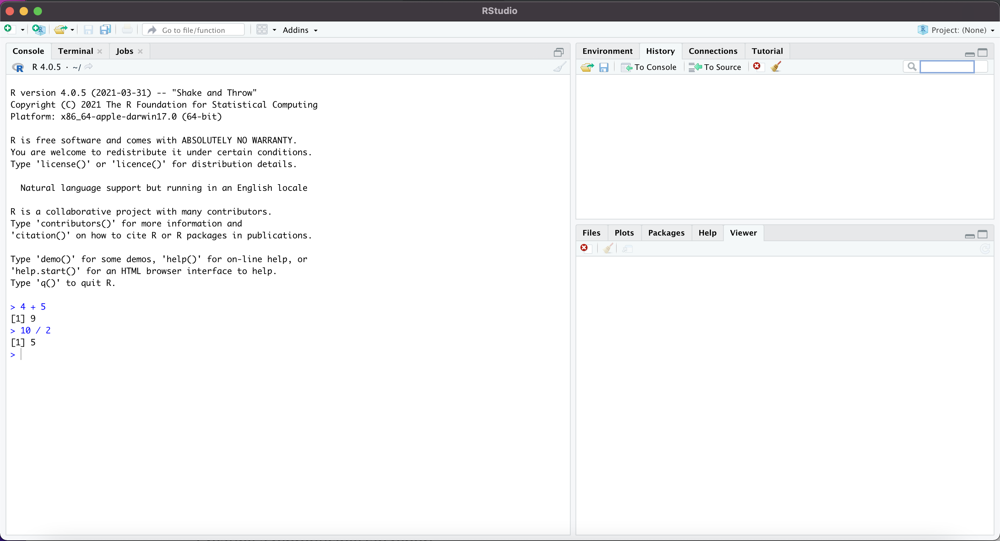 RStudio
Go to file/function
Addins
Project: (None)
Console Terminal Jobs
R 4.0.5 · ~/
R version 4.0.5 (2021-03-31) -- "Shake and Throw"
Copyright (C) 2021 The R Foundation for Statistical Computing
Platform: x86_64-apple-darwin17.0 (64-bit)
R is free software and comes with ABSOLUTELY NO WARRANTY.
You are welcome to redistribute it under certain conditions.
Type 'license()' or 'licence()' for distribution details.
Natural language support but running in an English locale
R is a collaborative project with many contributors.
Type 'contributors()' for more information and
'citation()' on how to cite R or R packages in publications.
Type 'demo()' for some demos, 'help()' for on-line help, or
'help.start()' for an HTML browser interface to help.
Type 'q()' to quit R.
> 4 + 5
[1] 9
> 10 / 2
[1] 5
>
Environment History Connections Tutorial
To Console To Source
Files Plots Packages Help Viewer